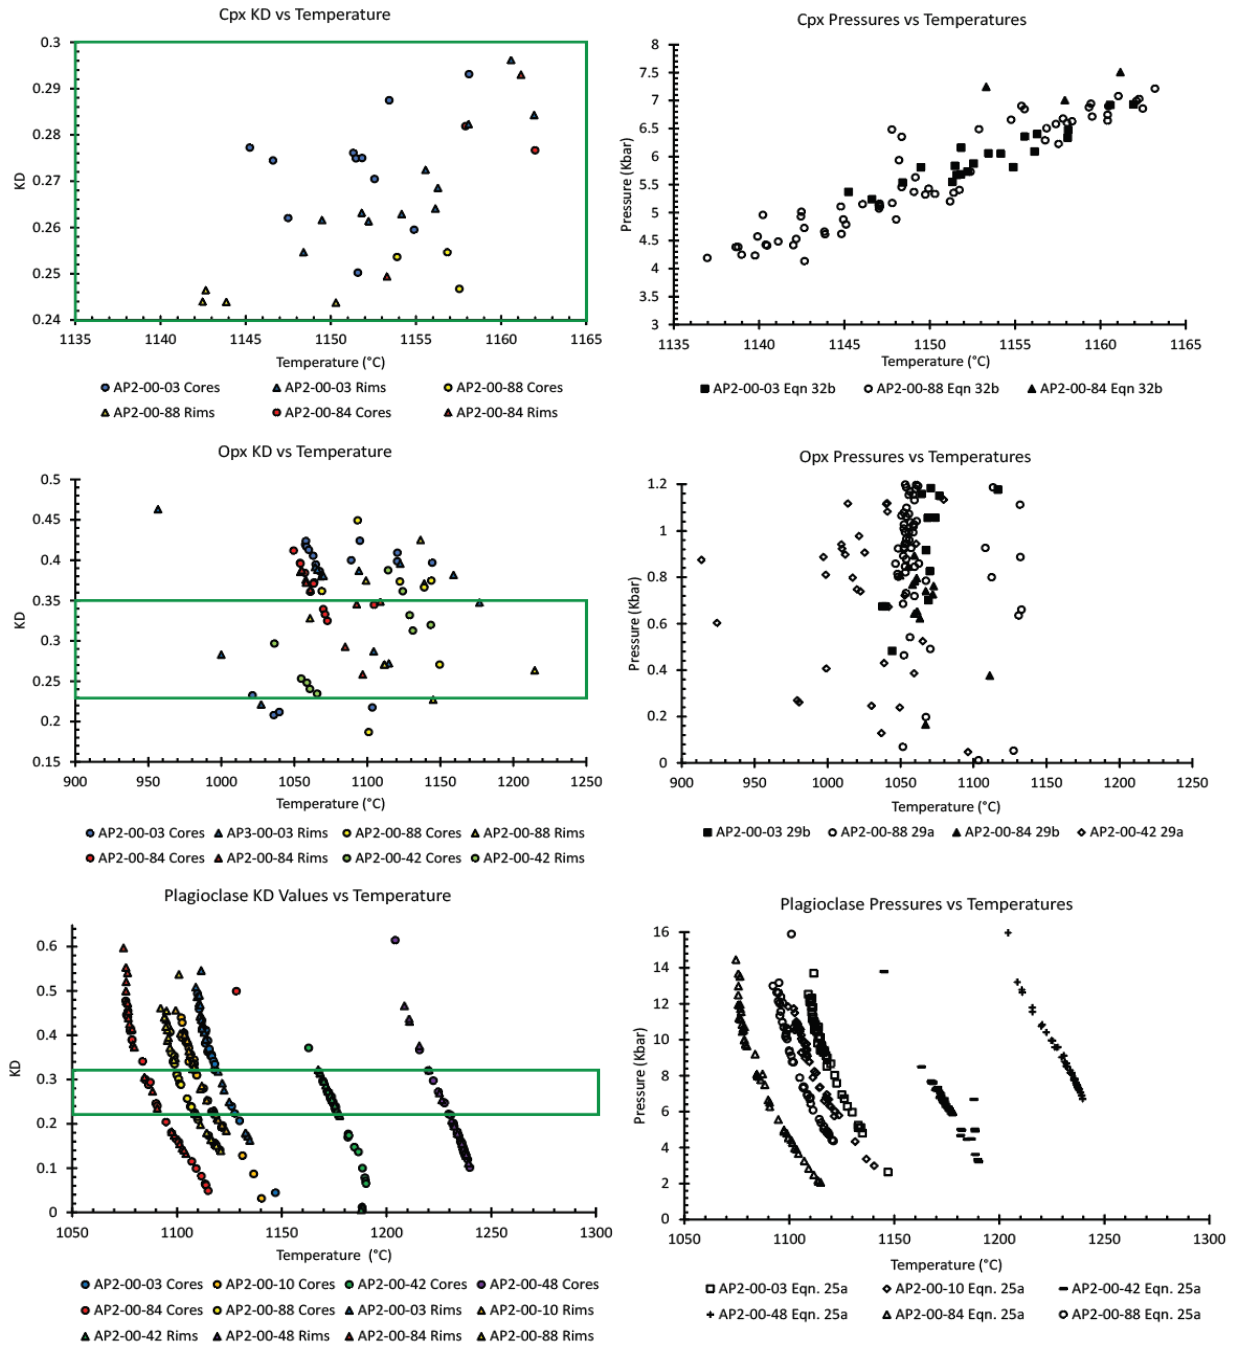 Cpx KD vs Temperature
0.3
0.29
0.28
0.27
0.26
0.25
0.24
KD
1135 1140 1145 1150 1155 1160 1165
Temperature (°C)
AP2-00-03 Cores AP2-00-03 Rims AP2-00-88 Cores
AP2-00-88 Rims AP2-00-84 Cores AP2-00-84 Rims
Cpx Pressures vs Temperatures
8
7.5
7
6.5
6
5.5
5
4.5
4
3.5
3
Pressure (Kbar)
1135 1140 1145 1150 1155 1160 1165
Temperature (°C)
AP2-00-03 Eqn 32b AP2-00-88 Eqn 32b AP2-00-84 Eqn 32b
Opx KD vs Temperature
0.5
0.45
0.4
0.35
0.3
0.25
0.2
0.15
KD
900 950 1000 1050 1100 1150 1200 1250
Temperature (°C)
AP2-00-03 Cores AP3-00-03 Rims AP2-00-88 Cores AP2-00-88 Rims
AP2-00-84 Cores AP2-00-84 Rims AP2-00-42 Cores AP2-00-42 Rims
Opx Pressures vs Temperatures
1.2
1
0.8
0.6
0.4
0.2
0
Pressure (Kbar)
900 950 1000 1050 1100 1150 1200 1250
Temperature (°C)
AP2-00-03 29b AP2-00-88 29a AP2-00-84 29b AP2-00-42 29a
Plagioclase KD Values vs Temperature
0.6
0.5
0.4
0.3
0.2
0.1
0
KD
1050 1100 1150 1200 1250 1300
Temperature (°C)
AP2-00-03 Cores AP2-00-10 Cores AP2-00-42 Cores AP2-00-48 Cores
AP2-00-84 Cores AP2-00-88 Cores AP2-00-03 Rims AP2-00-10 Rims
AP2-00-42 Rims AP2-00-48 Rims AP2-00-84 Rims AP2-00-88 Rims
Plagioclase Pressures vs Temperatures
16
14
12
10
8
6
4
2
0
Pressure (Kbar)
1050 1100 1150 1200 1250 1300
Temperature (°C)
AP2-00-03 Eqn. 25a AP2-00-10 Eqn. 25a AP2-00-42 Eqn. 25a
AP2-00-48 Eqn. 25a AP2-00-84 Eqn. 25a AP2-00-88 Eqn. 25a